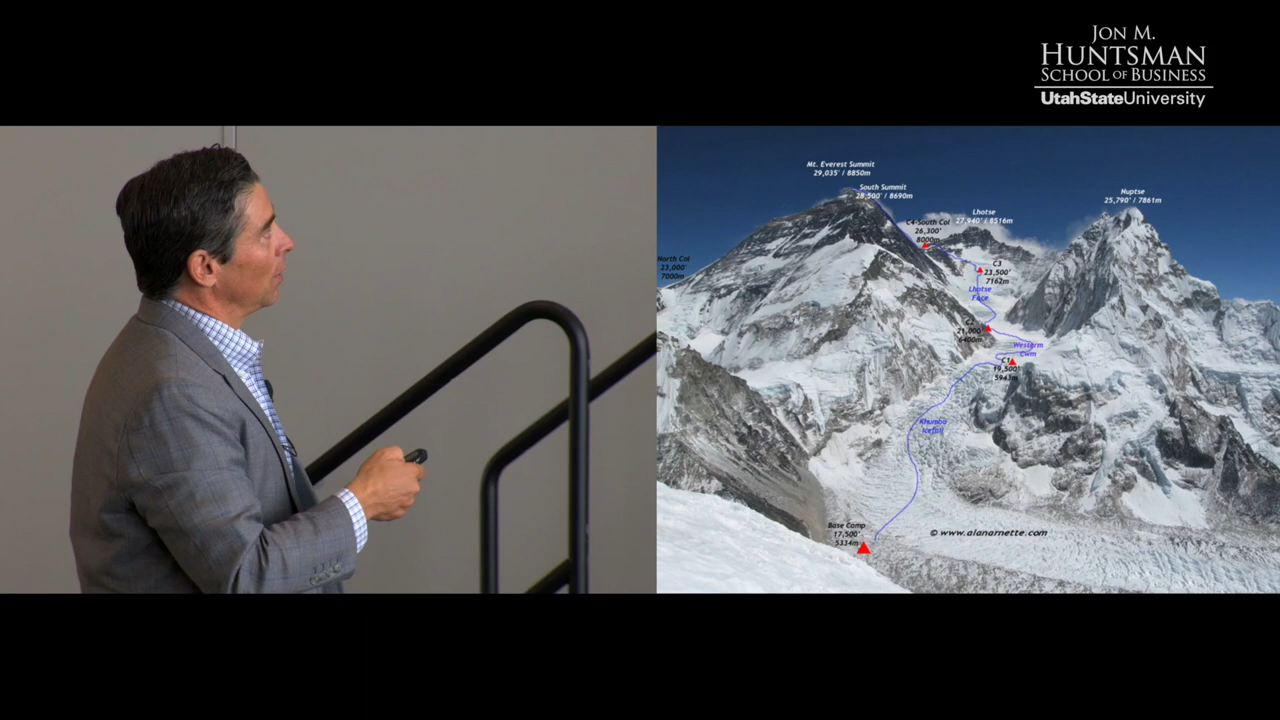 JON M.
HUNTSMAN
SCHOOL OF BUSINESS
UtahStateUniversity
Mt. Everest Summit
29,035' / 8850m
South Summit
28,500' / 8690m
Nuptse
25,790' / 7861m
Lhotse
27,940' / 8516m
C4-South Col
26,300'
8000m
North Col
23,000'
7000m
C3
23,500'
7162m
Lhotse
Face
21,000'
6400m
Western
Cwm
C1
19,500'
5943m
Khumbu
Icefall
Base Camp
17,500'
5334m
© www.alanarnette.com